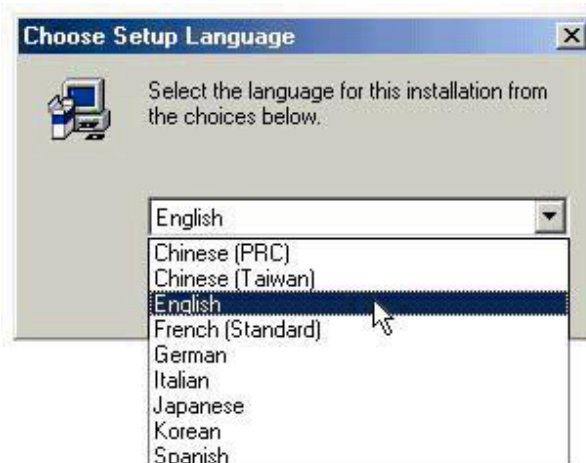 Choose Setup Language
Select the language for this installation from
the choices below.
English
Chinese (PRC)
Chinese (Taiwan)
English
French (Standard)
German
Italian
Japanese
Korean
Spanish